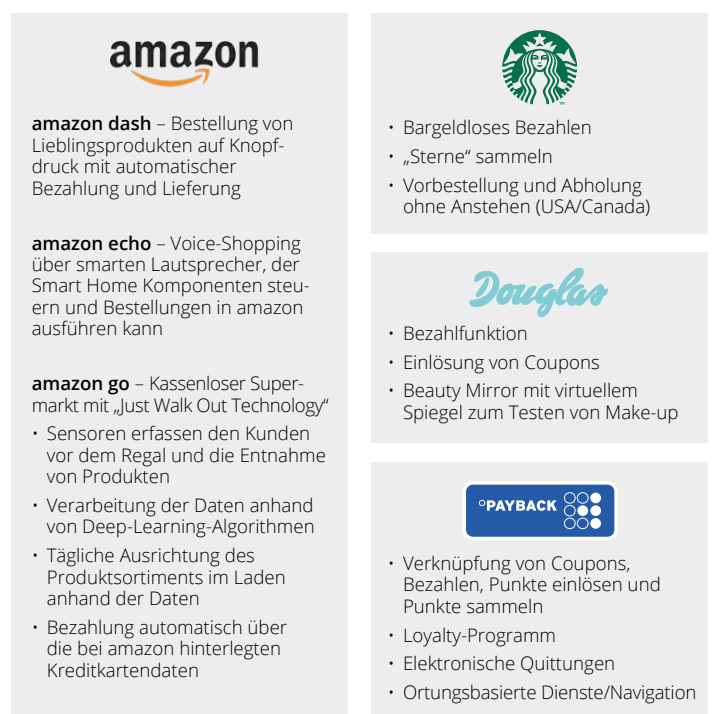 amazon
amazon dash – Bestellung von
Lieblingsprodukten auf Knopf-
druck mit automatischer
Bezahlung und Lieferung
amazon echo – Voice-Shopping
über smarten Lautsprecher, der
Smart Home Komponenten steu-
ern und Bestellungen in amazon
ausführen kann
amazon go – Kassenloser Super-
markt mit „Just Walk Out Technology“
· Sensoren erfassen den Kunden
vor dem Regal und die Entnahme
von Produkten
· Verarbeitung der Daten anhand
von Deep-Learning-Algorithmen
· Tägliche Ausrichtung des
Produktsortiments im Laden
anhand der Daten
· Bezahlung automatisch über
die bei amazon hinterlegten
Kreditkartendaten
· Bargeldloses Bezahlen
· „Sterne“ sammeln
· Vorbestellung und Abholung
ohne Anstehen (USA/Canada)
Douglas
· Bezahlfunktion
· Einlösung von Coupons
· Beauty Mirror mit virtuellem
Spiegel zum Testen von Make-up
°PAYBACK
· Verknüpfung von Coupons,
Bezahlen, Punkte einlösen und
Punkte sammeln
· Loyalty-Programm
· Elektronische Quittungen
· Ortungsbasierte Dienste/Navigation